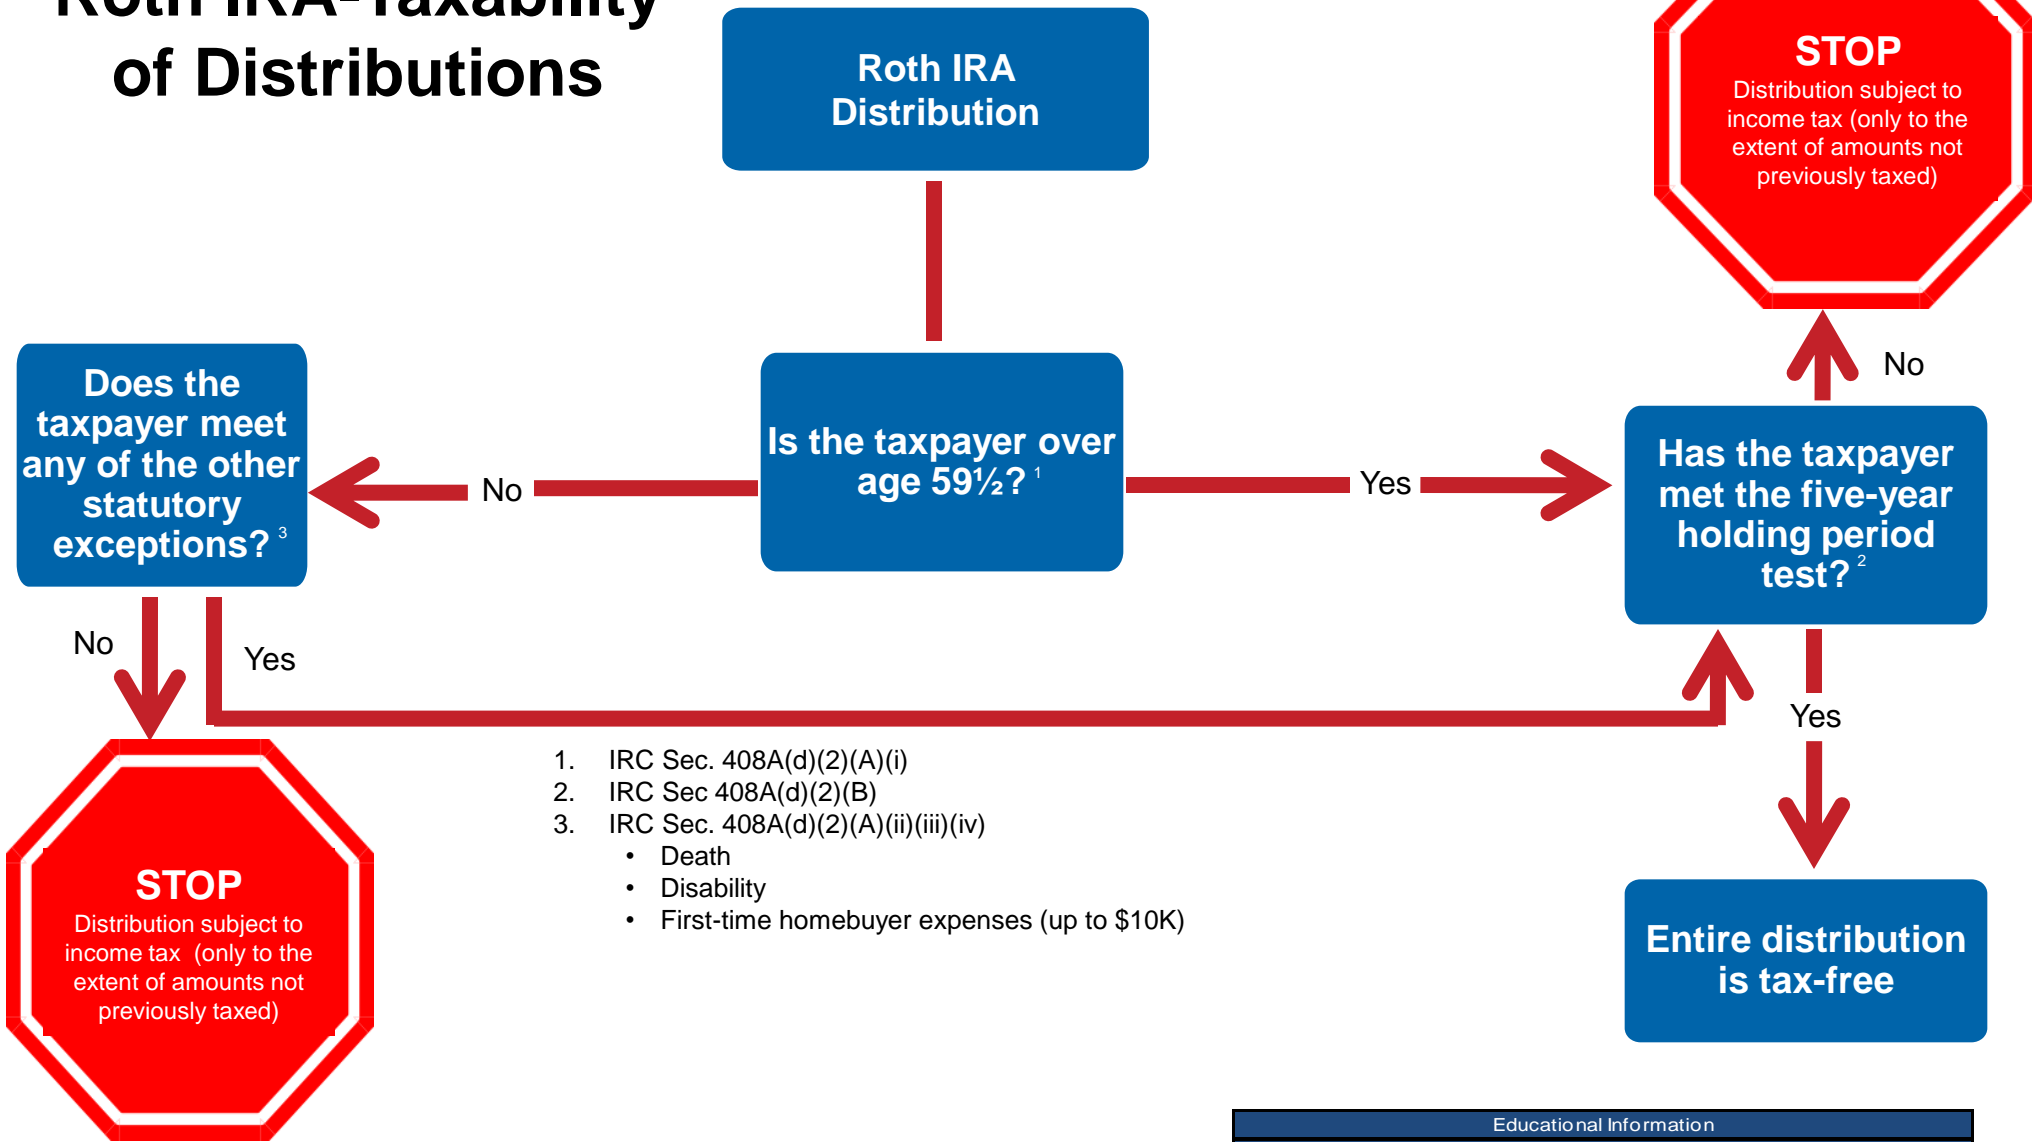 Roth IRA-Taxability
of Distributions
Roth IRA
Distribution
STOP
Distribution subject to
income tax (only to the
extent of amounts not
previously taxed)
No
Does the
taxpayer meet
any of the other
statutory
exceptions? 3
No
Is the taxpayer over
age 59½? 1
Yes
Has the taxpayer
met the five-year
holding period
test? 2
No
Yes
Yes
1. IRC Sec. 408A(d)(2)(A)(i)
2. IRC Sec 408A(d)(2)(B)
3. IRC Sec. 408A(d)(2)(A)(ii)(iii)(iv)
• Death
• Disability
• First-time homebuyer expenses (up to $10K)
STOP
Distribution subject to
income tax (only to the
extent of amounts not
previously taxed)
Entire distribution
is tax-free
Educational Information